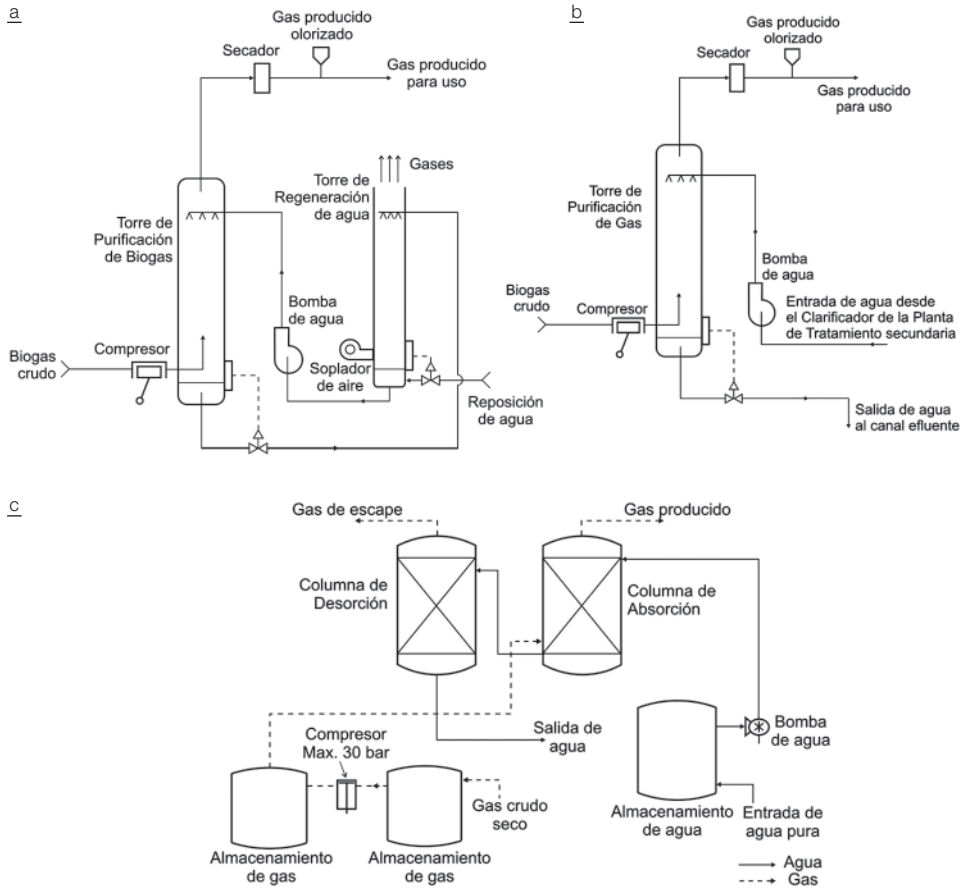 a
Gas producido
olorizado
Secador
Gas producido
para uso
Gases
Torre de
Regeneración
de agua
Torre de
Purificación
de Biogas
Bomba
de agua
Compresor
Biogas
crudo
Soplador
de aire
Reposición
de agua
b
Gas producido
olorizado
Secador
Gas producido
para uso
Torre de
Purificación
de Gas
Bomba
de agua
Biogas
crudo
Compresor
Entrada de agua desde
el Clarificador de la Planta
de Tratamiento secundaria
Salida de agua
al canal efluente
c
Gas de escape
Gas producido
Columna de
Desorción
Columna de
Absorción
Salida de
agua
Bomba
de agua
Compresor
Max. 30 bar
Gas crudo
seco
Almacenamiento
de agua
Entrada de
agua pura
Almacenamiento
de gas
Almacenamiento
de gas
Agua
Gas